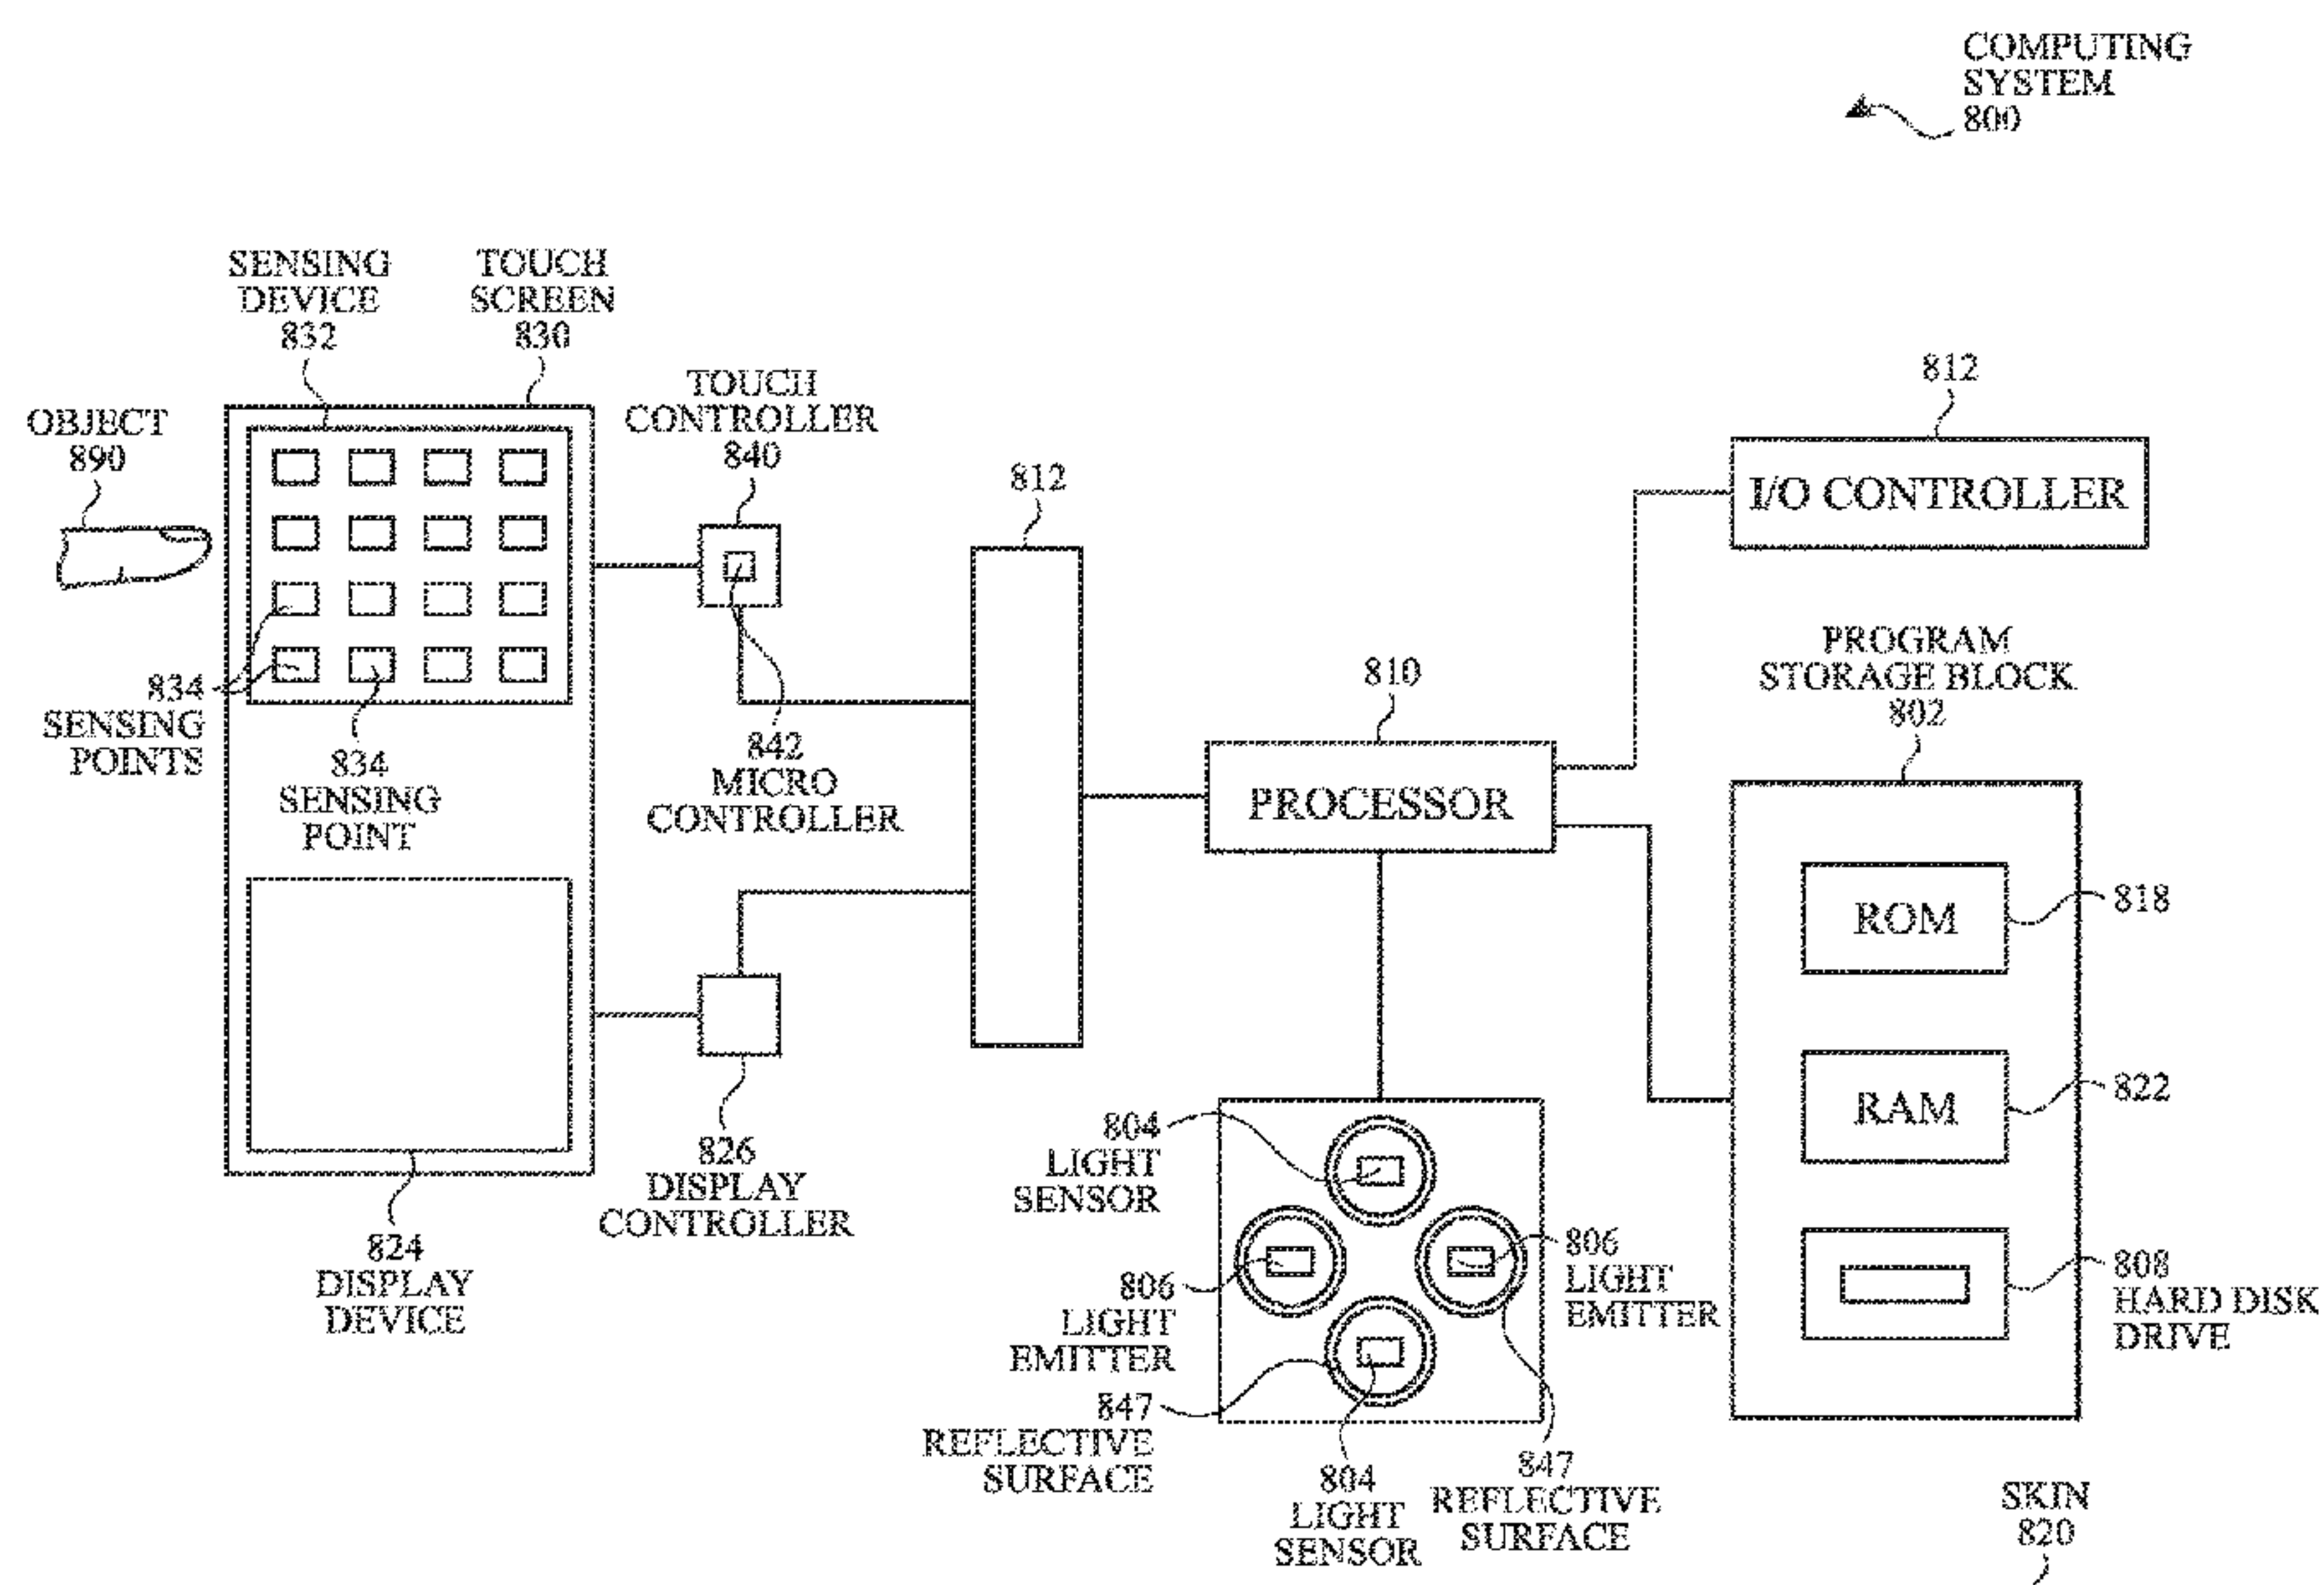 COMPUTING
SYSTEM
800
SENSING
DEVICE
832
TOUCH
SCREEN
830
OBJECT
890
TOUCH
CONTROLLER
840
812
812
I/O CONTROLLER
834
SENSING
POINTS
834
SENSING
POINT
842
MICRO
CONTROLLER
810
PROCESSOR
PROGRAM
STORAGE BLOCK
802
ROM
818
RAM
822
808
HARD DISK
DRIVE
826
DISPLAY
CONTROLLER
824
DISPLAY
DEVICE
804
LIGHT
SENSOR
806
LIGHT
EMITTER
806
LIGHT
EMITTER
847
REFLECTIVE
SURFACE
804
LIGHT
SENSOR
847
REFLECTIVE
SURFACE
SKIN
820